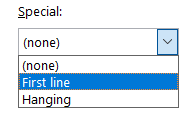 Special:
(none)
(none)
First line
Hanging